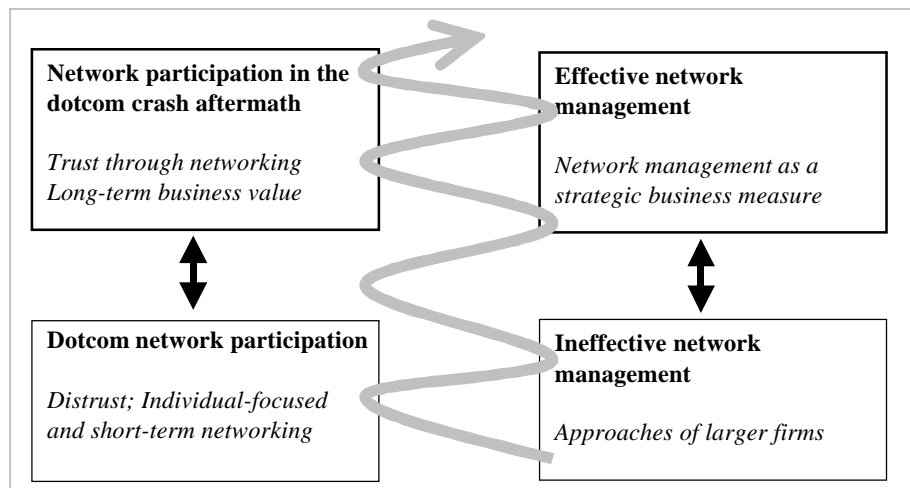 Network participation in the
dotcom crash aftermath
Trust through networking
Long-term business value
Effective network
management
Network management as a
strategic business measure
Dotcom network participation
Distrust; Individual-focused
and short-term networking
Ineffective network
management
Approaches of larger firms